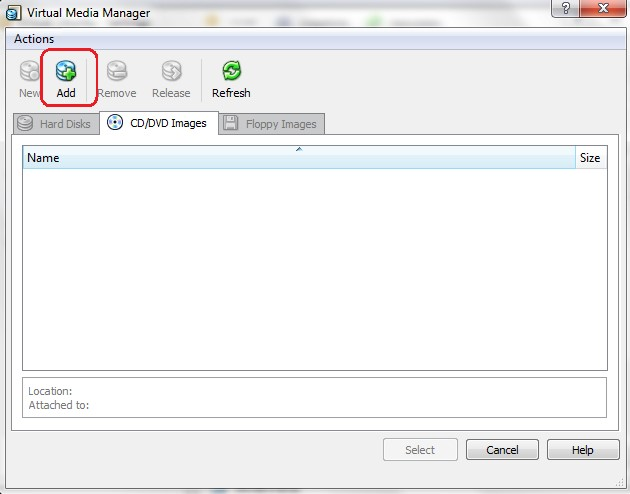 Virtual Media Manager
Actions
New Add Remove Release Refresh
Hard Disks CD/DVD Images Floppy Images
Name Size
Location:
Attached to:
Select Cancel Help